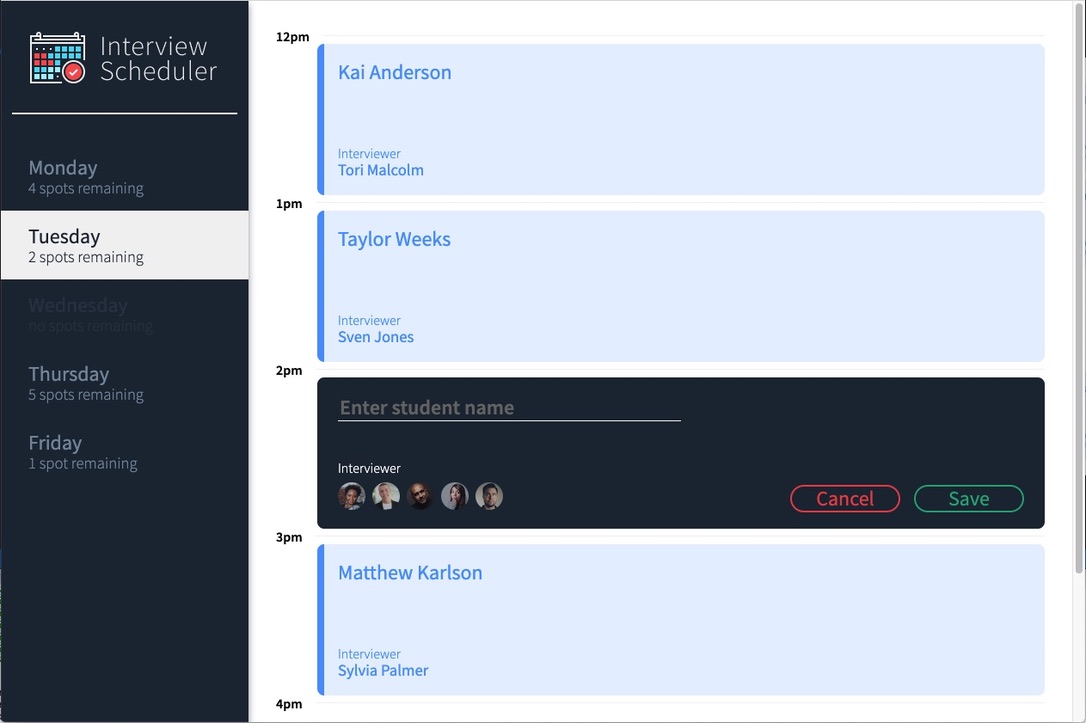 Interview
Scheduler
Monday
4 spots remaining
Tuesday
2 spots remaining
Wednesday
no spots remaining
Thursday
5 spots remaining
Friday
1 spot remaining
12pm
Kai Anderson
Interviewer
Tori Malcolm
1pm
Taylor Weeks
Interviewer
Sven Jones
2pm
Enter student name
Interviewer
Cancel
Save
3pm
Matthew Karlson
Interviewer
Sylvia Palmer
4pm